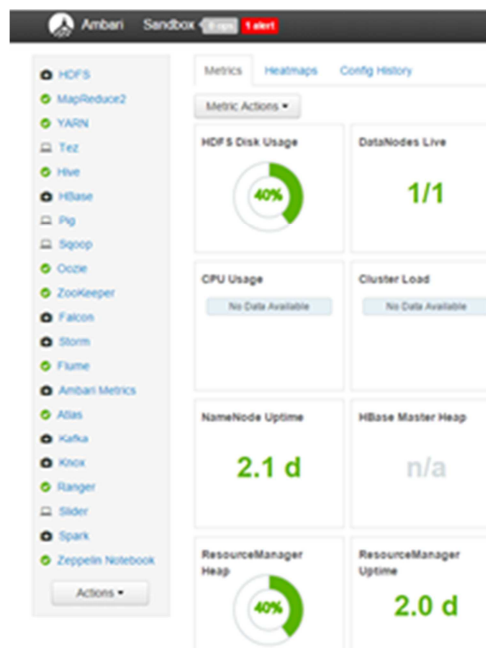 Ambari Sandbox 0 ops 1 alert
HDFS
MapReduce2
YARN
Tez
Hive
HBase
Pig
Sqoop
Oozie
ZooKeeper
Falcon
Storm
Flume
Ambari Metrics
Atlas
Kafka
Knox
Ranger
Slider
Spark
Zeppelin Notebook
Actions
Metrics Heatmaps Config History
Metric Actions
HDFS Disk Usage
40%
DataNodes Live
1/1
CPU Usage
No Data Available
Cluster Load
No Data Available
NameNode Uptime
2.1 d
HBase Master Heap
n/a
ResourceManager
Heap
40%
ResourceManager
Uptime
2.0 d